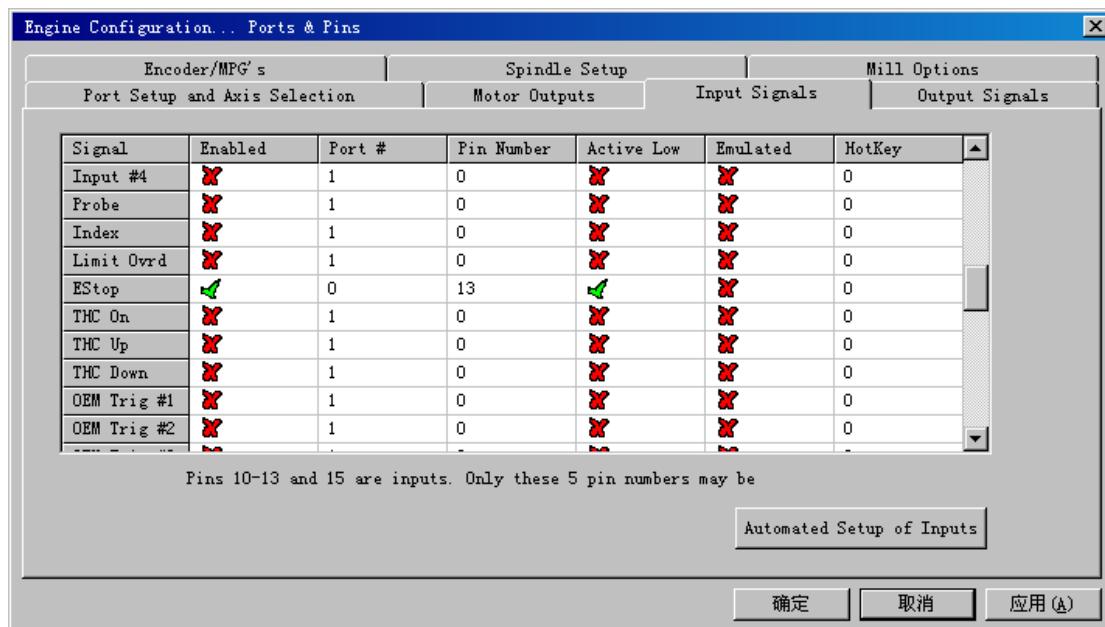 Engine Configuration... Ports & Pins
Encoder/MPG's Spindle Setup Mill Options
Port Setup and Axis Selection Motor Outputs Input Signals Output Signals
Signal Enabled Port # Pin Number Active Low Emulated HotKey
Input #4 1 0 0
Probe 1 0 0
Index 1 0 0
Limit Ovrd 1 0 0
EStop 0 13 0
THC On 1 0 0
THC Up 1 0 0
THC Down 1 0 0
OEM Trig #1 1 0 0
OEM Trig #2 1 0 0
Pins 10-13 and 15 are inputs. Only these 5 pin numbers may be
Automated Setup of Inputs
确定 取消 应用(A)